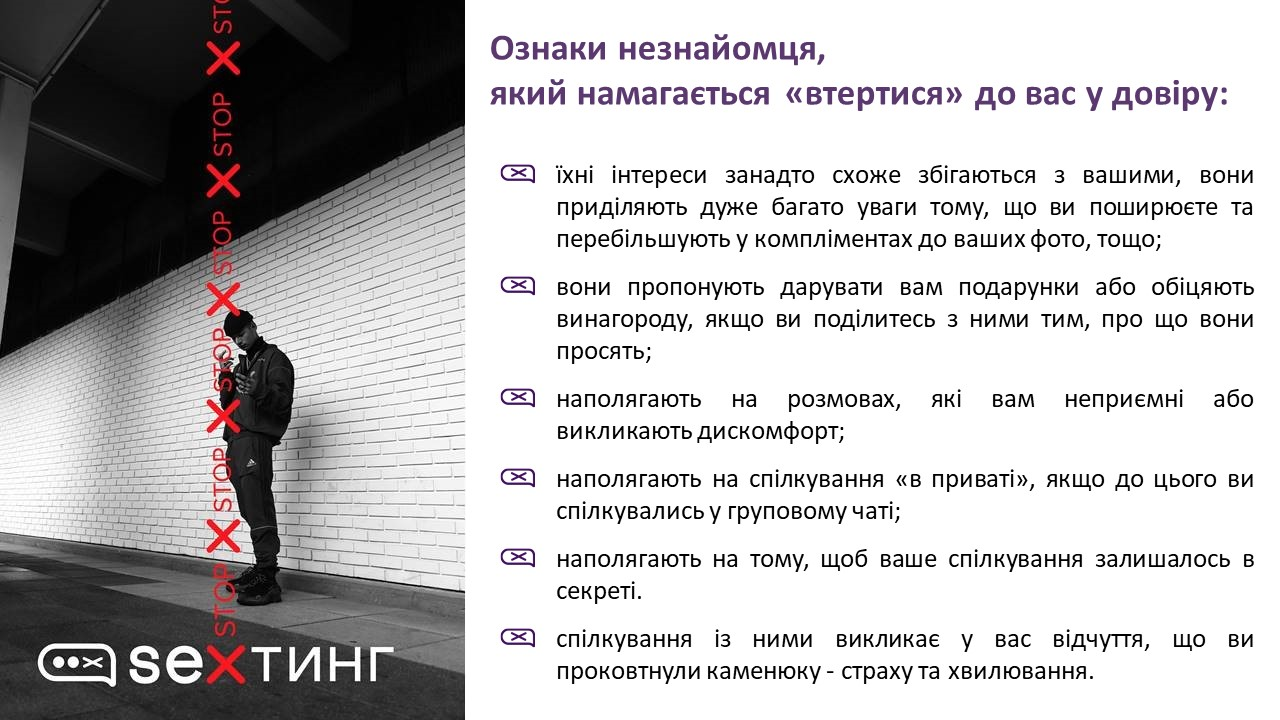 STOP
STOP
STOP
STOP
STOP
STOP
sexтинг
Ознаки незнайомця,
який намагається «втертися» до вас у довіру:
їхні інтереси занадто схоже збігаються з вашими, вони
приділяють дуже багато уваги тому, що ви поширюєте та
перебільшують у компліментах до ваших фото, тощо;
вони пропонують дарувати вам подарунки або обіцяють
винагороду, якщо ви поділитесь з ними тим, про що вони
просять;
наполягають на розмовах, які вам неприємні або
викликають дискомфорт;
наполягають на спілкування «в приваті», якщо до цього ви
спілкувались у груповому чаті;
наполягають на тому, щоб ваше спілкування залишалось в
секреті.
спілкування із ними викликає у вас відчуття, що ви
проковтнули каменюку - страху та хвилювання.